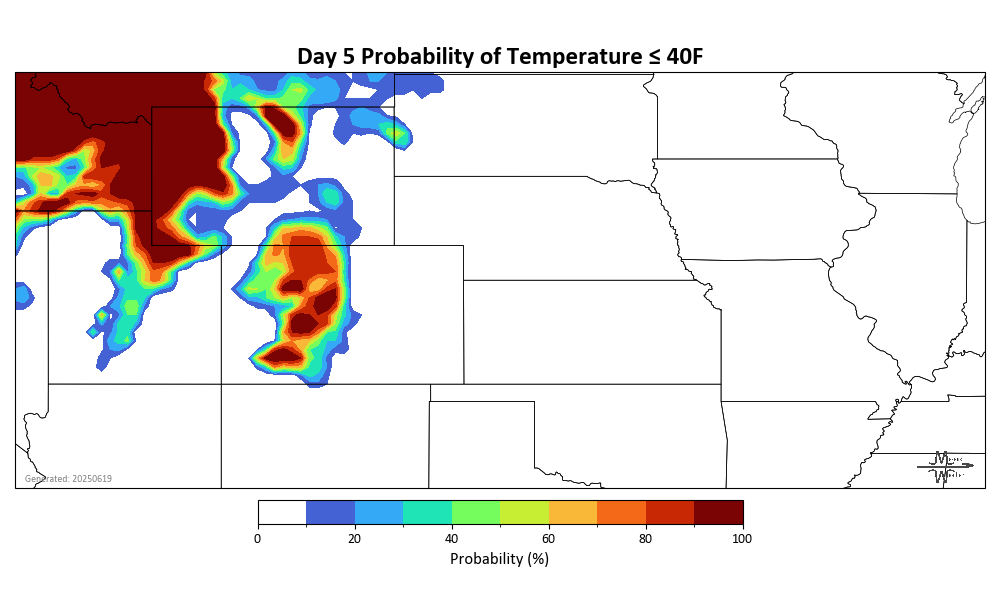 Day 5 Probability of Temperature ≤ 40F
Generated: 20250619
0 20 40 60 80 100
Probability (%)